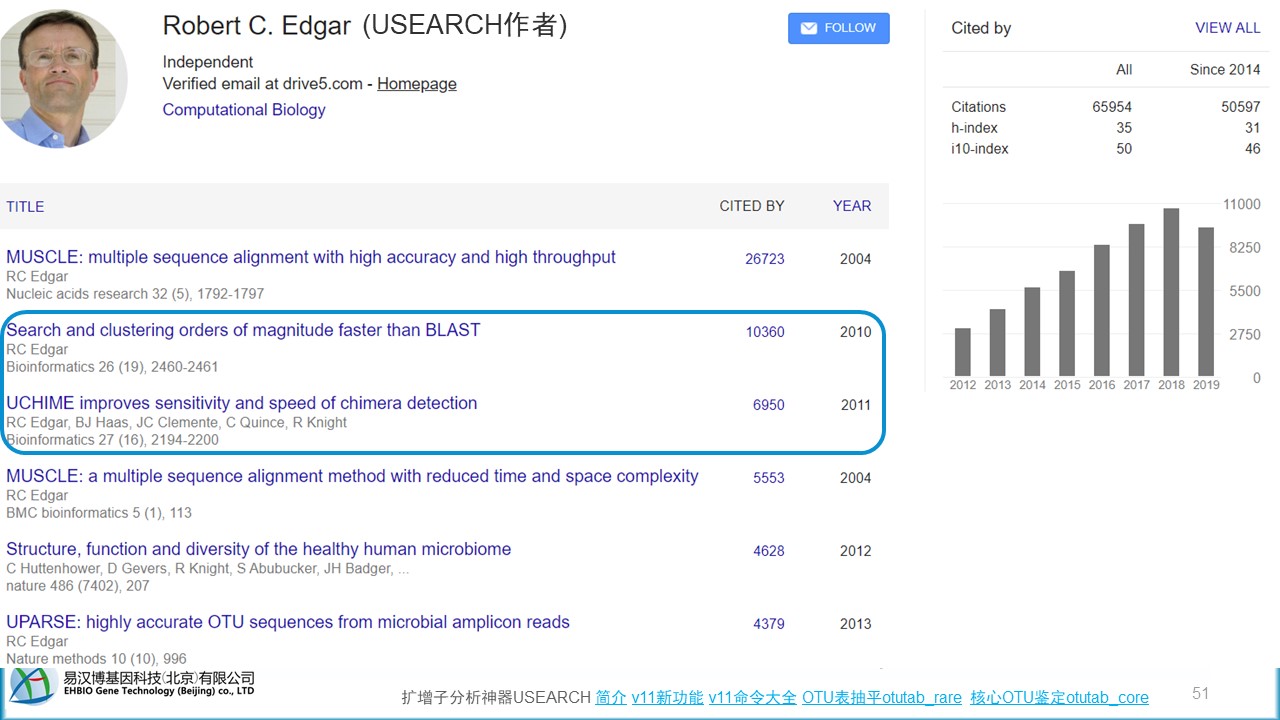 Robert C. Edgar (USEARCH作者)
FOLLOW
Independent
Verified email at drive5.com - Homepage
Computational Biology
TITLE CITED BY YEAR
MUSCLE: multiple sequence alignment with high accuracy and high throughput 26723 2004
RC Edgar
Nucleic acids research 32 (5), 1792-1797
Search and clustering orders of magnitude faster than BLAST 10360 2010
RC Edgar
Bioinformatics 26 (19), 2460-2461
UCHIME improves sensitivity and speed of chimera detection 6950 2011
RC Edgar, BJ Haas, JC Clemente, C Quince, R Knight
Bioinformatics 27 (16), 2194-2200
MUSCLE: a multiple sequence alignment method with reduced time and space complexity 5553 2004
RC Edgar
BMC bioinformatics 5 (1), 113
Structure, function and diversity of the healthy human microbiome 4628 2012
C Huttenhower, D Gevers, R Knight, S Abubucker, JH Badger, ...
nature 486 (7402), 207
UPARSE: highly accurate OTU sequences from microbial amplicon reads 4379 2013
RC Edgar
Nature methods 10 (10), 996
Cited by VIEW ALL
All Since 2014
Citations 65954 50597
h-index 35 31
i10-index 50 46
11000
8250
5500
2750
0
2012 2013 2014 2015 2016 2017 2018 2019
易汉博基因科技(北京)有限公司
EHBIO Gene Technology (Beijing) co., LTD
扩增子分析神器USEARCH 简介 v11新功能 v11命令大全 OTU表抽平otutab_rare 核心OTU鉴定otutab_core
51